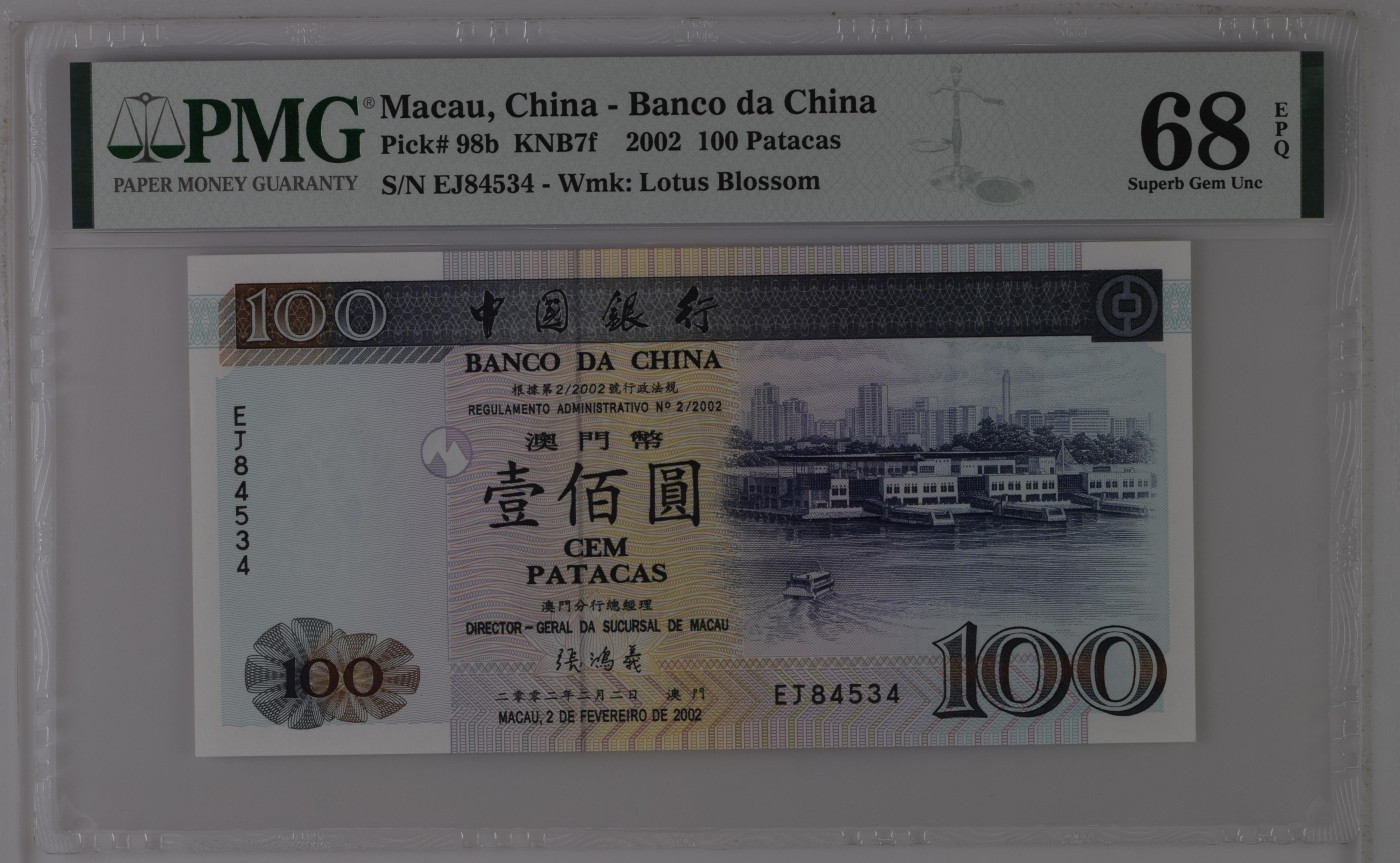 PMG®
PAPER MONEY GUARANTY
Macau, China - Banco da China
Pick# 98b KNB7f 2002 100 Patacas
S/N EJ84534 - Wmk: Lotus Blossom
68
EPQ
Superb Gem Unc
100
中國銀行
BANCO DA CHINA
根據第2/2002號行政法規
REGULAMENTO ADMINISTRATIVO Nº 2/2002
澳門幣
壹佰圓
CEM
PATACAS
澳門分行總經理
DIRECTOR-GERAL DA SUCURSAL DE MACAU
張鴻義
二零零二年二月二日 澳門
MACAU, 2 DE FEVEREIRO DE 2002
EJ84534
100
EJ84534
100